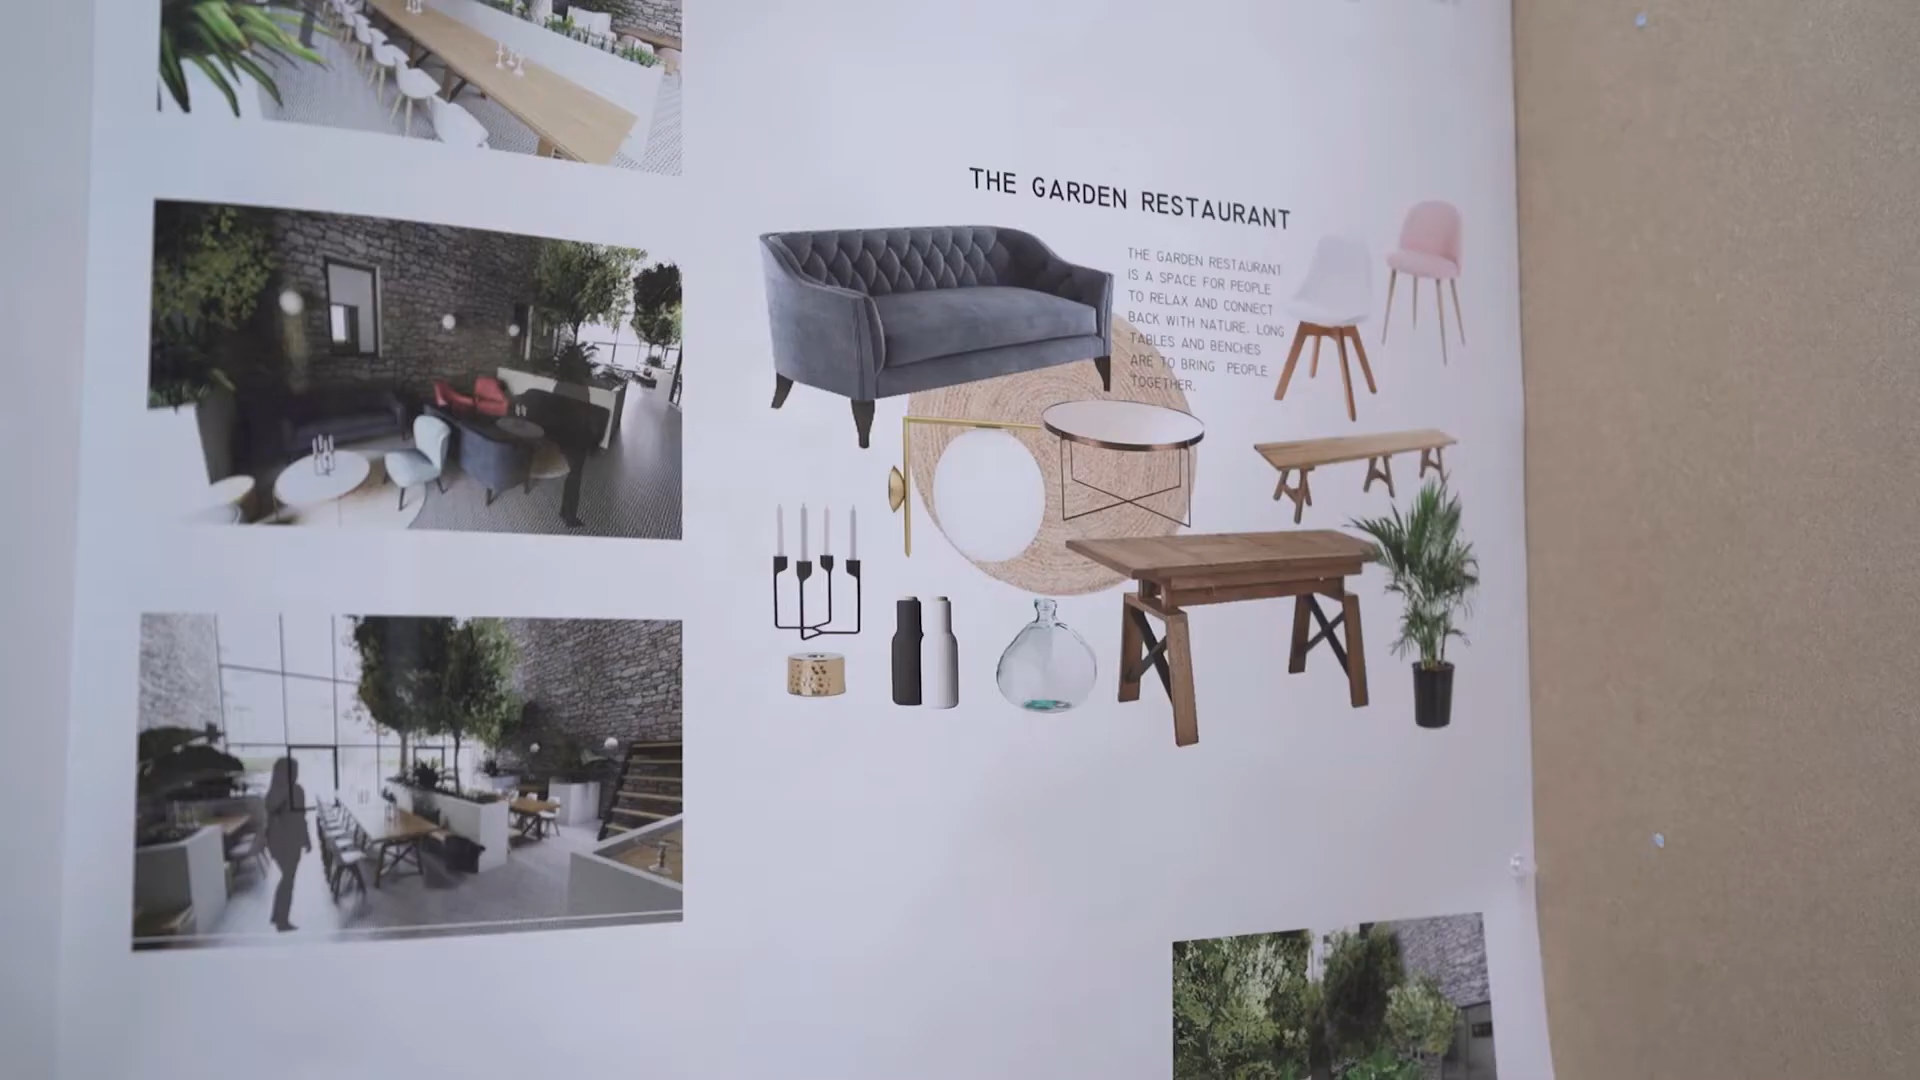 THE GARDEN RESTAURANT
THE GARDEN RESTAURANT
IS A SPACE FOR PEOPLE
TO RELAX AND CONNECT
BACK WITH NATURE. LONG
TABLES AND BENCHES
ARE TO BRING PEOPLE
TOGETHER.